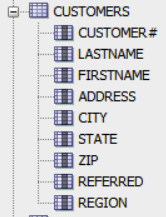 CUSTOMERS
CUSTOMER#
LASTNAME
FIRSTNAME
ADDRESS
CITY
STATE
ZIP
REFERRED
REGION